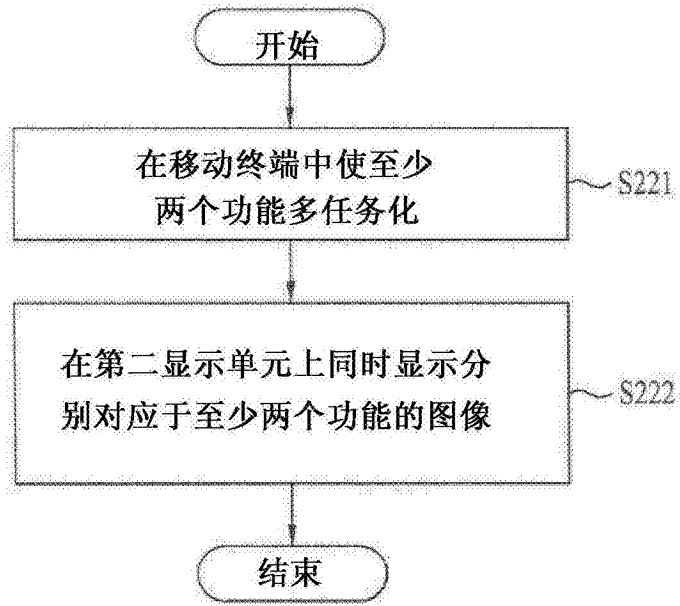 开始
在移动终端中使至少
两个功能多任务化
S221
在第二显示单元上同时显示分
别对应于至少两个功能的图像
S222
结束